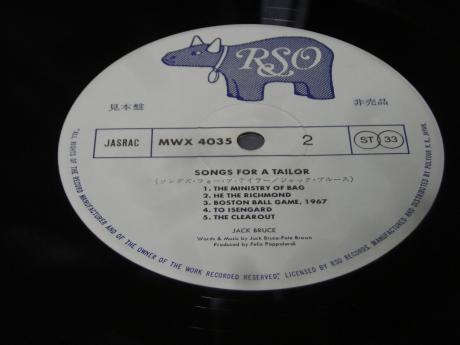 RSO
見本盤
非売品
JASRAC
MWX 4035
2
ST 33
SONGS FOR A TAILOR
(ソングズ・フォー・ア・テイラー/ジャック・ブルース)
1. THE MINISTRY OF BAG
2. HE THE RICHMOND
3. BOSTON BALL GAME, 1967
4. TO ISENGARD
5. THE CLEAROUT
JACK BRUCE
Words & Music by Jack Bruce-Pete Brown
Produced by Felix Pappalardi
"ALL RIGHTS OF THE RECORD MANUFACTURER AND OF THE OWNER OF THE WORK RECORDED RESERVED", LICENSED BY RSO RECORDS. MANUFACTURED AND DISTRIBUTED BY POLYDOR K.K., JAPAN.